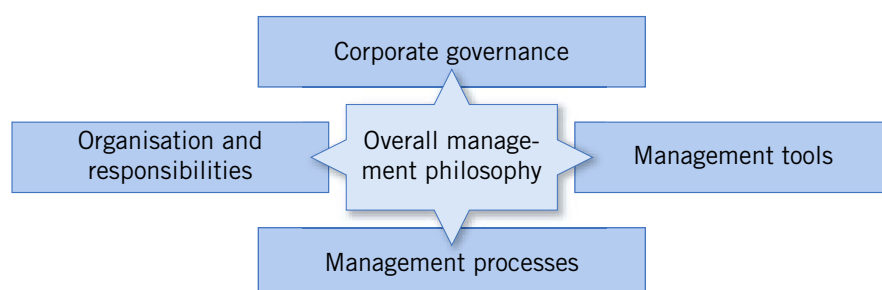 Corporate governance
Organisation and
responsibilities
Overall manage-
ment philosophy
Management tools
Management processes